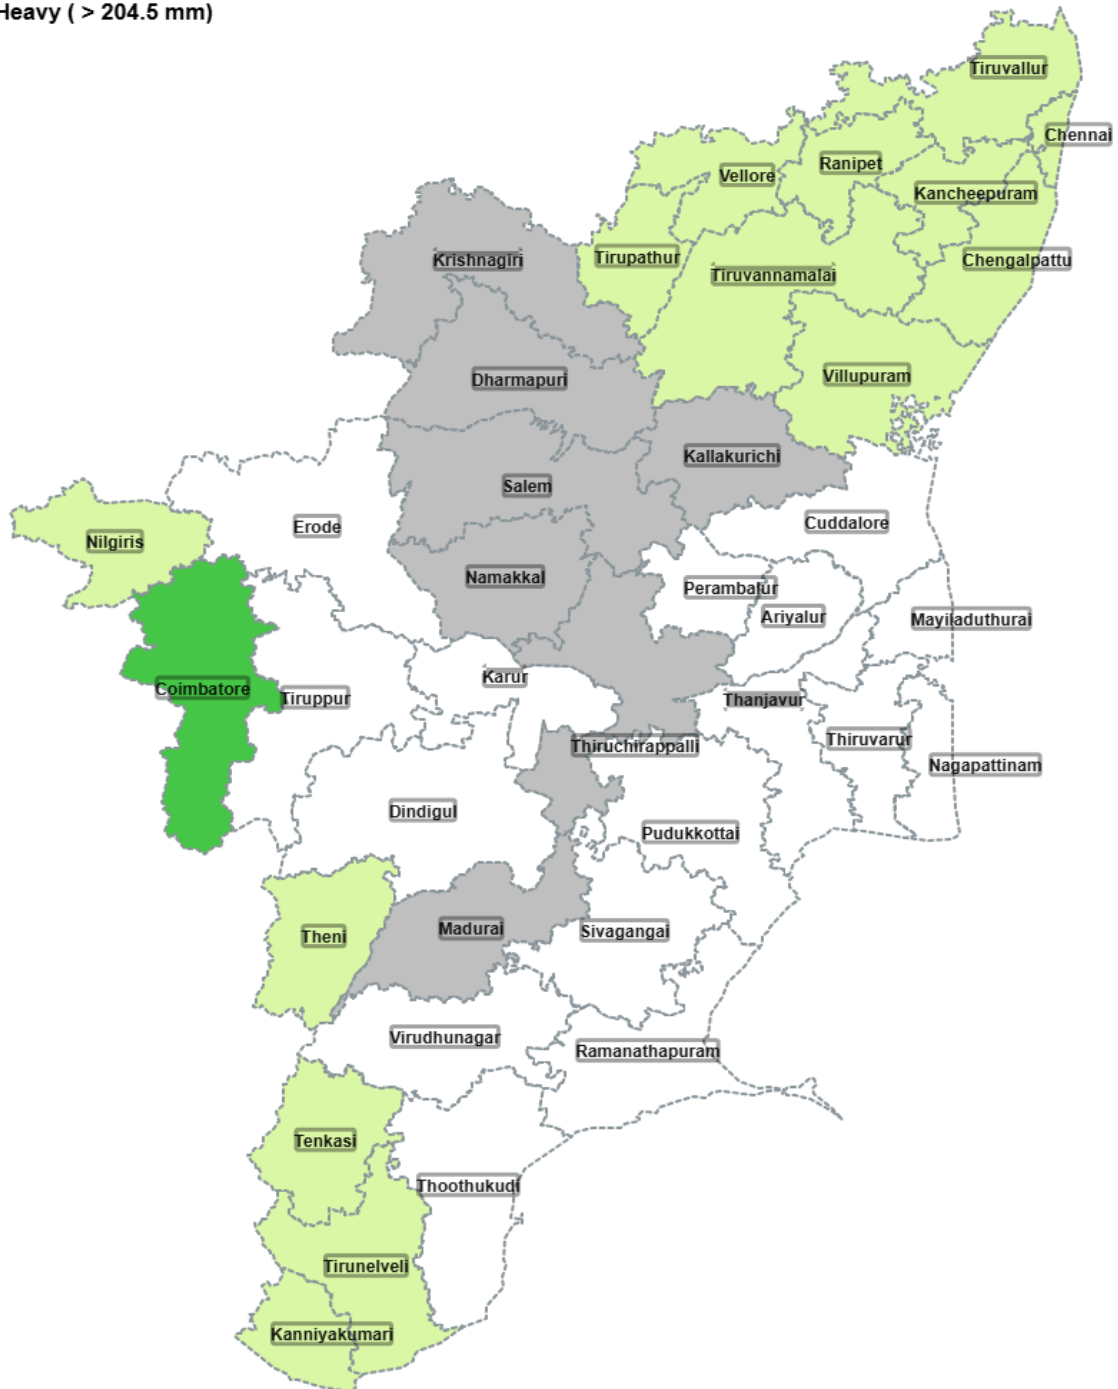 Heavy ( > 204.5 mm)
Tiruvallur
Chennai
Ranipet
Vellore
Kancheepuram
Tirupathur
Krishnagiri
Chengalpattu
Tiruvannamalai
Villupuram
Dharmapuri
Kallakurichi
Salem
Cuddalore
Erode
Nilgiris
Namakkal
Perambalur
Ariyalur
Mayiladuthurai
Karur
Coimbatore
Tiruppur
Thanjavur
Thiruvarur
Thiruchirappalli
Nagapattinam
Dindigul
Pudukkottai
Madurai
Sivagangai
Theni
Virudhunagar
Ramanathapuram
Tenkasi
Thoothukudi
Tirunelveli
Kanniyakumari